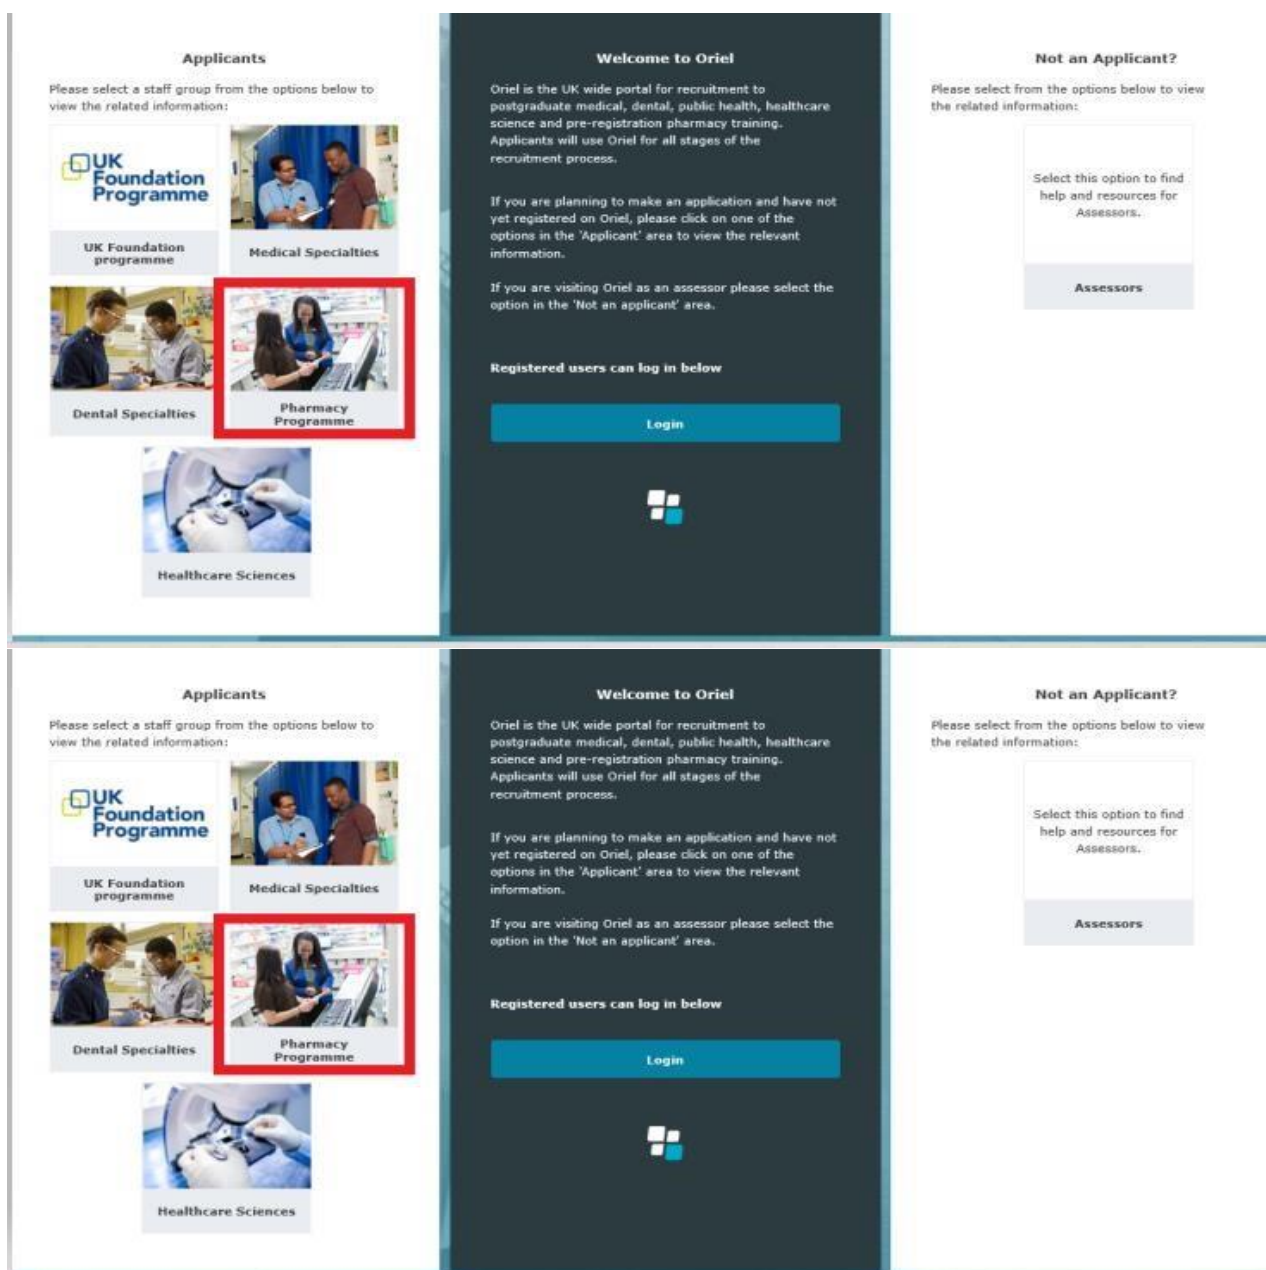 Applicants
Please select a staff group from the options below to
view the related information:
UK
Foundation
Programme
UK Foundation
programme
Medical Specialties
Dental Specialties
Pharmacy
Programme
Healthcare Sciences
Welcome to Oriel
Oriel is the UK wide portal for recruitment to
postgraduate medical, dental, public health, healthcare
science and pre-registration pharmacy training.
Applicants will use Oriel for all stages of the
recruitment process.
If you are planning to make an application and have not
yet registered on Oriel, please click on one of the
options in the 'Applicant' area to view the relevant
information.
If you are visiting Oriel as an assessor please select the
option in the 'Not an applicant' area.
Registered users can log in below
Login
Not an Applicant?
Please select from the options below to view
the related information:
Select this option to find
help and resources for
Assessors.
Assessors
Applicants
Please select a staff group from the options below to
view the related information:
UK
Foundation
Programme
UK Foundation
programme
Medical Specialties
Dental Specialties
Pharmacy
Programme
Healthcare Sciences
Welcome to Oriel
Oriel is the UK wide portal for recruitment to
postgraduate medical, dental, public health, healthcare
science and pre-registration pharmacy training.
Applicants will use Oriel for all stages of the
recruitment process.
If you are planning to make an application and have not
yet registered on Oriel, please click on one of the
options in the 'Applicant' area to view the relevant
information.
If you are visiting Oriel as an assessor please select the
option in the 'Not an applicant' area.
Registered users can log in below
Login
Not an Applicant?
Please select from the options below to view
the related information:
Select this option to find
help and resources for
Assessors.
Assessors